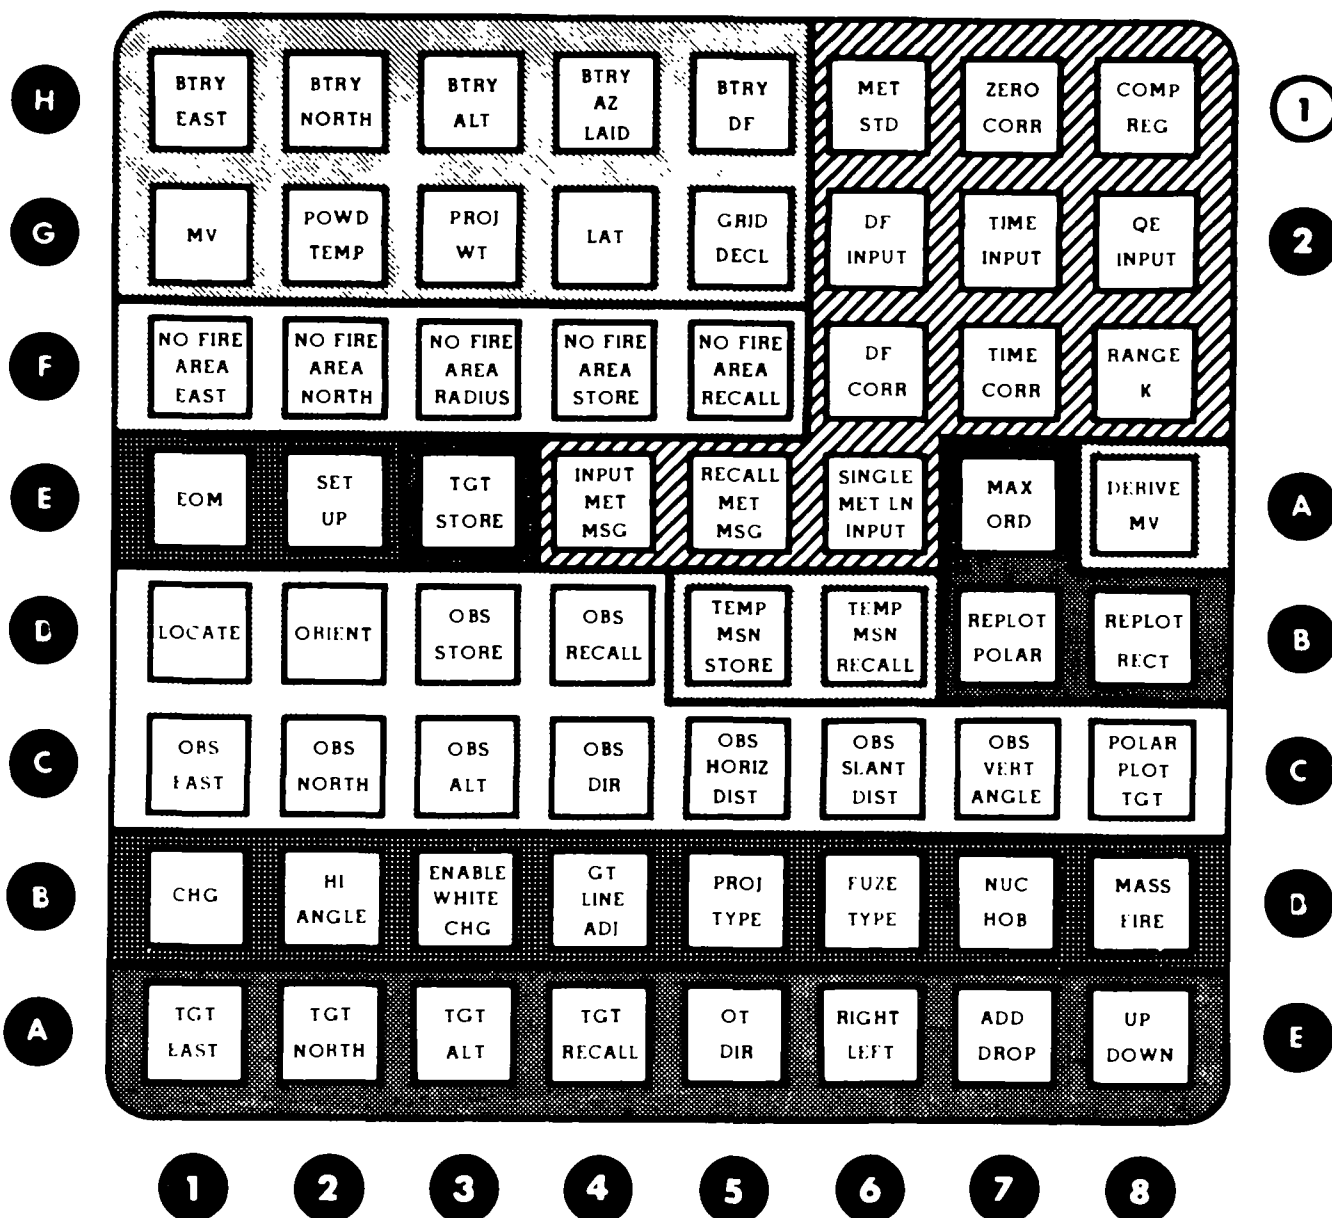 H
BTRY
EAST
BTRY
NORTH
BTRY
ALT
BTRY
AZ
LAID
BTRY
DF
MET
STD
ZERO
CORR
COMP
REG
1
G
MV
POWD
TEMP
PROJ
WT
LAT
GRID
DECL
DF
INPUT
TIME
INPUT
QE
INPUT
2
F
NO FIRE
AREA
EAST
NO FIRE
AREA
NORTH
NO FIRE
AREA
RADIUS
NO FIRE
AREA
STORE
NO FIRE
AREA
RECALL
DF
CORR
TIME
CORR
RANGE
K
E
EOM
SET
UP
TGT
STORE
INPUT
MET
MSG
RECALL
MET
MSG
SINGLE
MET LN
INPUT
MAX
ORD
DERIVE
MV
A
D
LOCATE
ORIENT
OBS
STORE
OBS
RECALL
TEMP
MSN
STORE
TEMP
MSN
RECALL
REPLOT
POLAR
REPLOT
RECT
B
C
OBS
EAST
OBS
NORTH
OBS
ALT
OBS
DIR
OBS
HORIZ
DIST
OBS
SLANT
DIST
OBS
VERT
ANGLE
POLAR
PLOT
TGT
C
B
CHG
HI
ANGLE
ENABLE
WHITE
CHG
GT
LINE
ADJ
PROJ
TYPE
FUZE
TYPE
NUC
HOB
MASS
FIRE
D
A
TGT
EAST
TGT
NORTH
TGT
ALT
TGT
RECALL
OT
DIR
RIGHT
LEFT
ADD
DROP
UP
DOWN
E
1
2
3
4
5
6
7
8